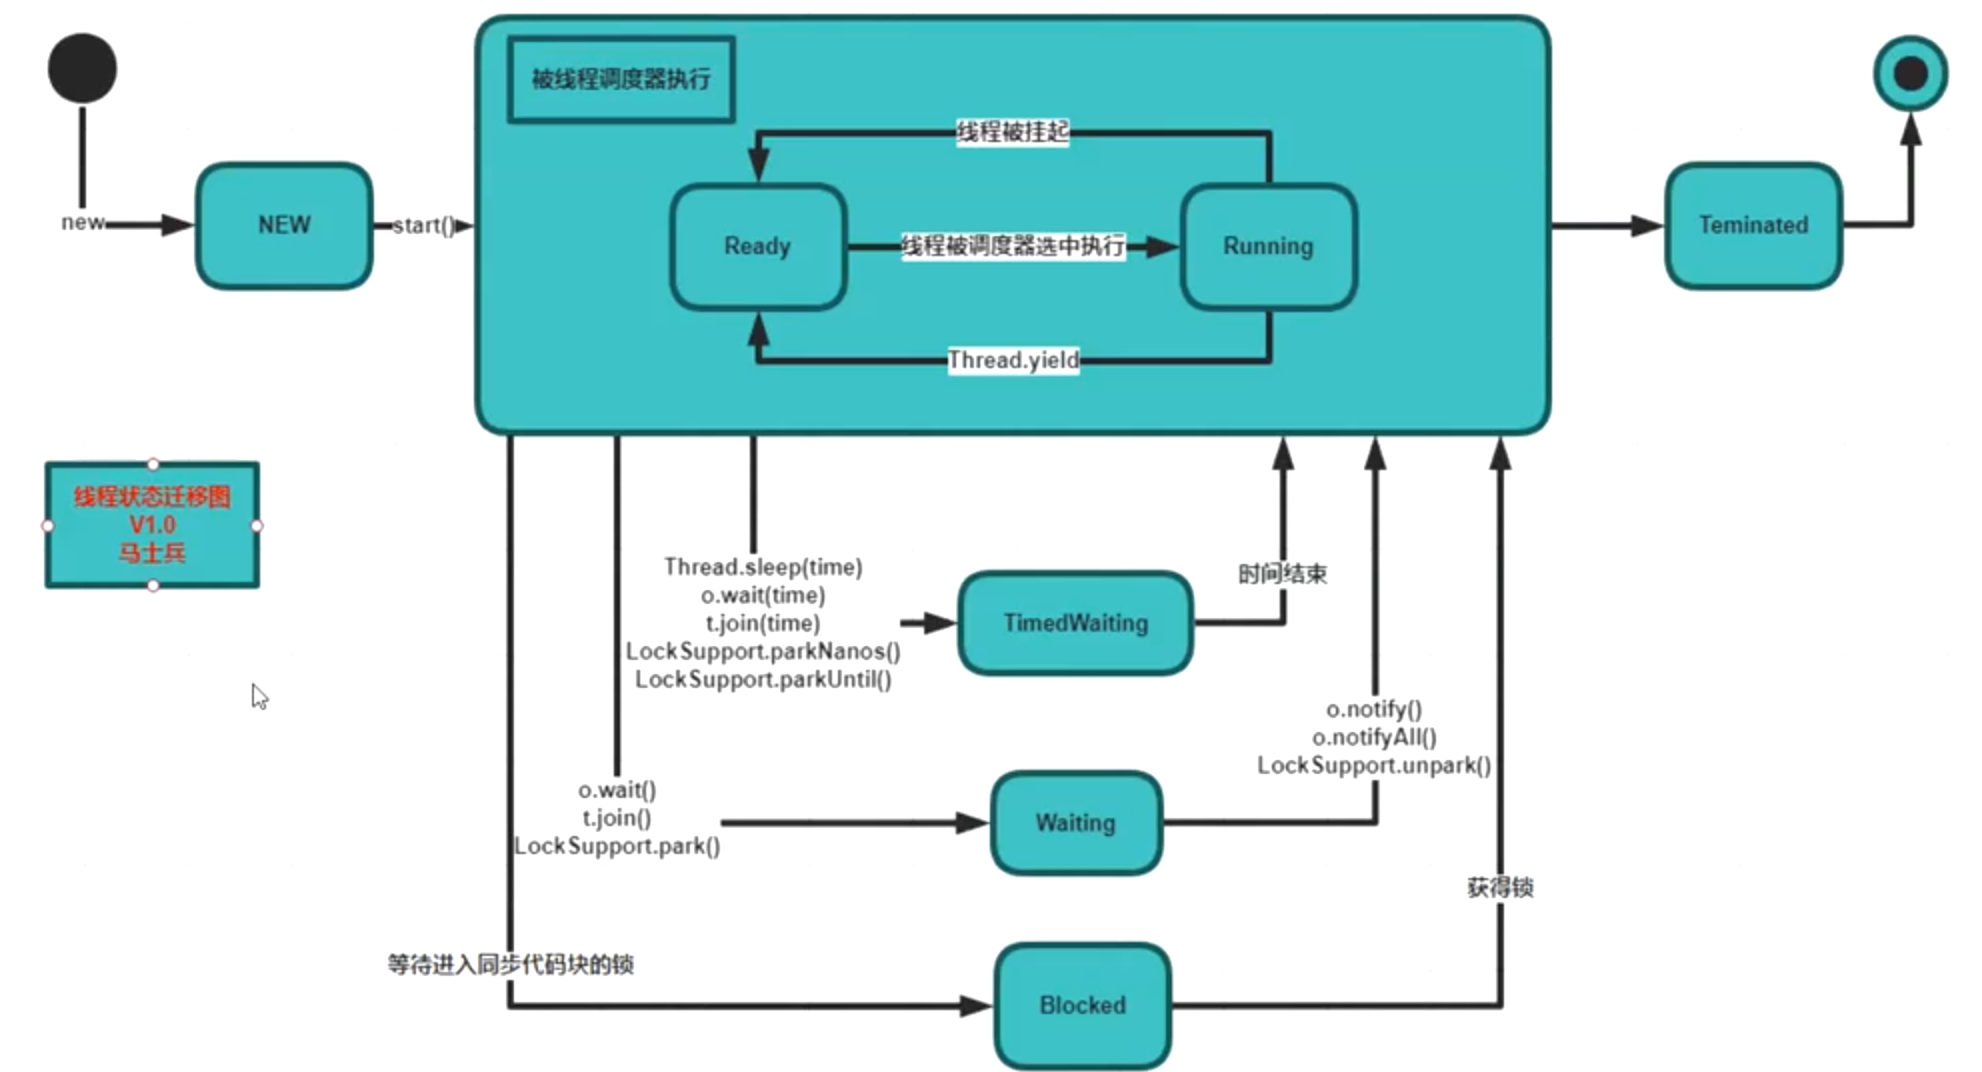 被线程调度器执行
线程被挂起
new
NEW
start()
Ready
线程被调度器选中执行
Running
Teminated
Thread.yield
线程状态迁移图
V1.0
马士兵
Thread.sleep(time)
o.wait(time)
t.join(time)
LockSupport.parkNanos()
LockSupport.parkUntil()
TimedWaiting
时间结束
o.notify()
o.notifyAll()
LockSupport.unpark()
o.wait()
t.join()
LockSupport.park()
Waiting
获得锁
等待进入同步代码块的锁
Blocked